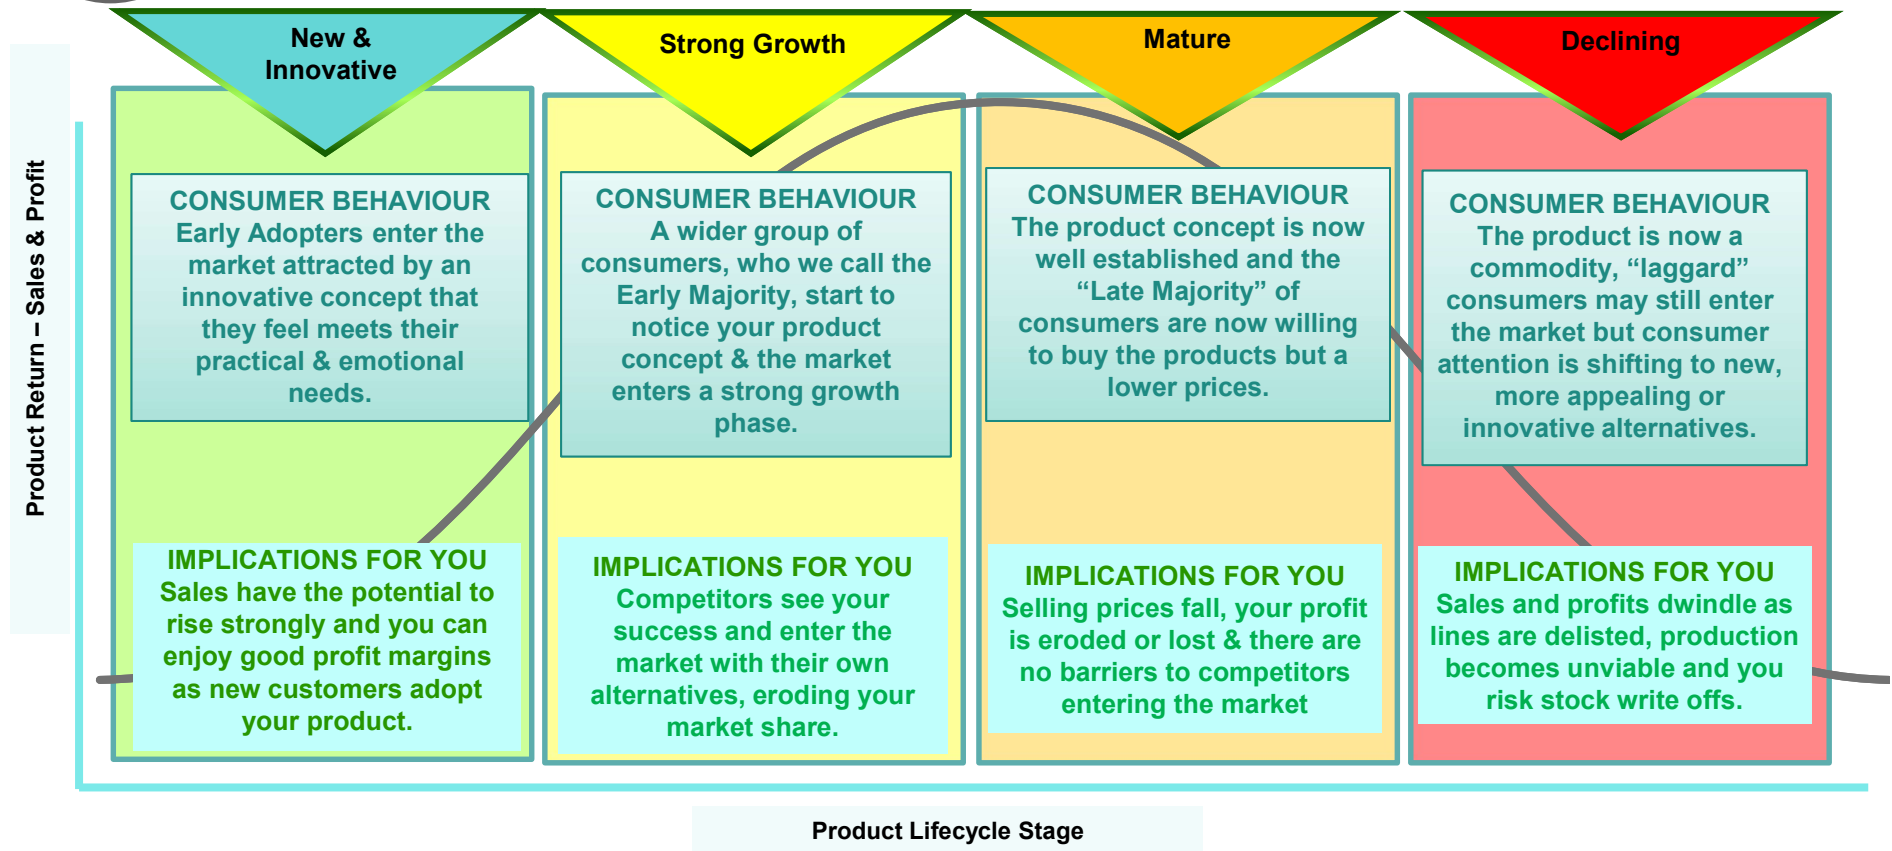 New &
Innovative
Strong Growth
Mature
Declining
Product Return – Sales & Profit
CONSUMER BEHAVIOUR
Early Adopters enter the
market attracted by an
innovative concept that
they feel meets their
practical & emotional
needs.
CONSUMER BEHAVIOUR
A wider group of
consumers, who we call the
Early Majority, start to
notice your product
concept & the market
enters a strong growth
phase.
CONSUMER BEHAVIOUR
The product concept is now
well established and the
“Late Majority” of
consumers are now willing
to buy the products but a
lower prices.
CONSUMER BEHAVIOUR
The product is now a
commodity, “laggard”
consumers may still enter
the market but consumer
attention is shifting to new,
more appealing or
innovative alternatives.
IMPLICATIONS FOR YOU
Sales have the potential to
rise strongly and you can
enjoy good profit margins
as new customers adopt
your product.
IMPLICATIONS FOR YOU
Competitors see your
success and enter the
market with their own
alternatives, eroding your
market share.
IMPLICATIONS FOR YOU
Selling prices fall, your profit
is eroded or lost & there are
no barriers to competitors
entering the market
IMPLICATIONS FOR YOU
Sales and profits dwindle as
lines are delisted, production
becomes unviable and you
risk stock write offs.
Product Lifecycle Stage